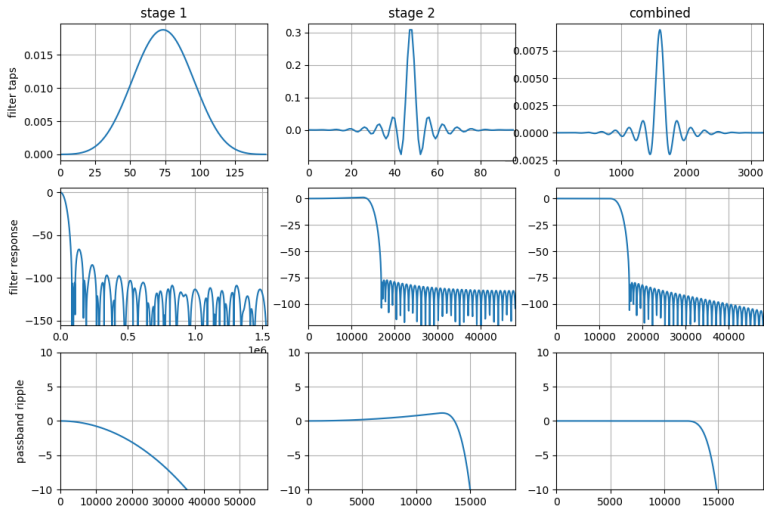 stage 1
stage 2
combined
filter taps
0.015
0.010
0.005
0.000
0 25 50 75 100 125
0.3
0.2
0.1
0.0
0 20 40 60 80
0.0075
0.0050
0.0025
0.0000
0.0025
0 1000 2000 3000
filter response
0
−50
−100
−150
0.0 0.5 1.0 1.5
1e6
0
−25
−50
−75
−100
0 10000 20000 30000 40000
0
−25
−50
−75
−100
0 10000 20000 30000 40000
passband ripple
10
5
0
−5
−10
0 10000 20000 30000 40000 50000
10
5
0
−5
−10
0 5000 10000 15000
10
5
0
−5
−10
0 5000 10000 15000